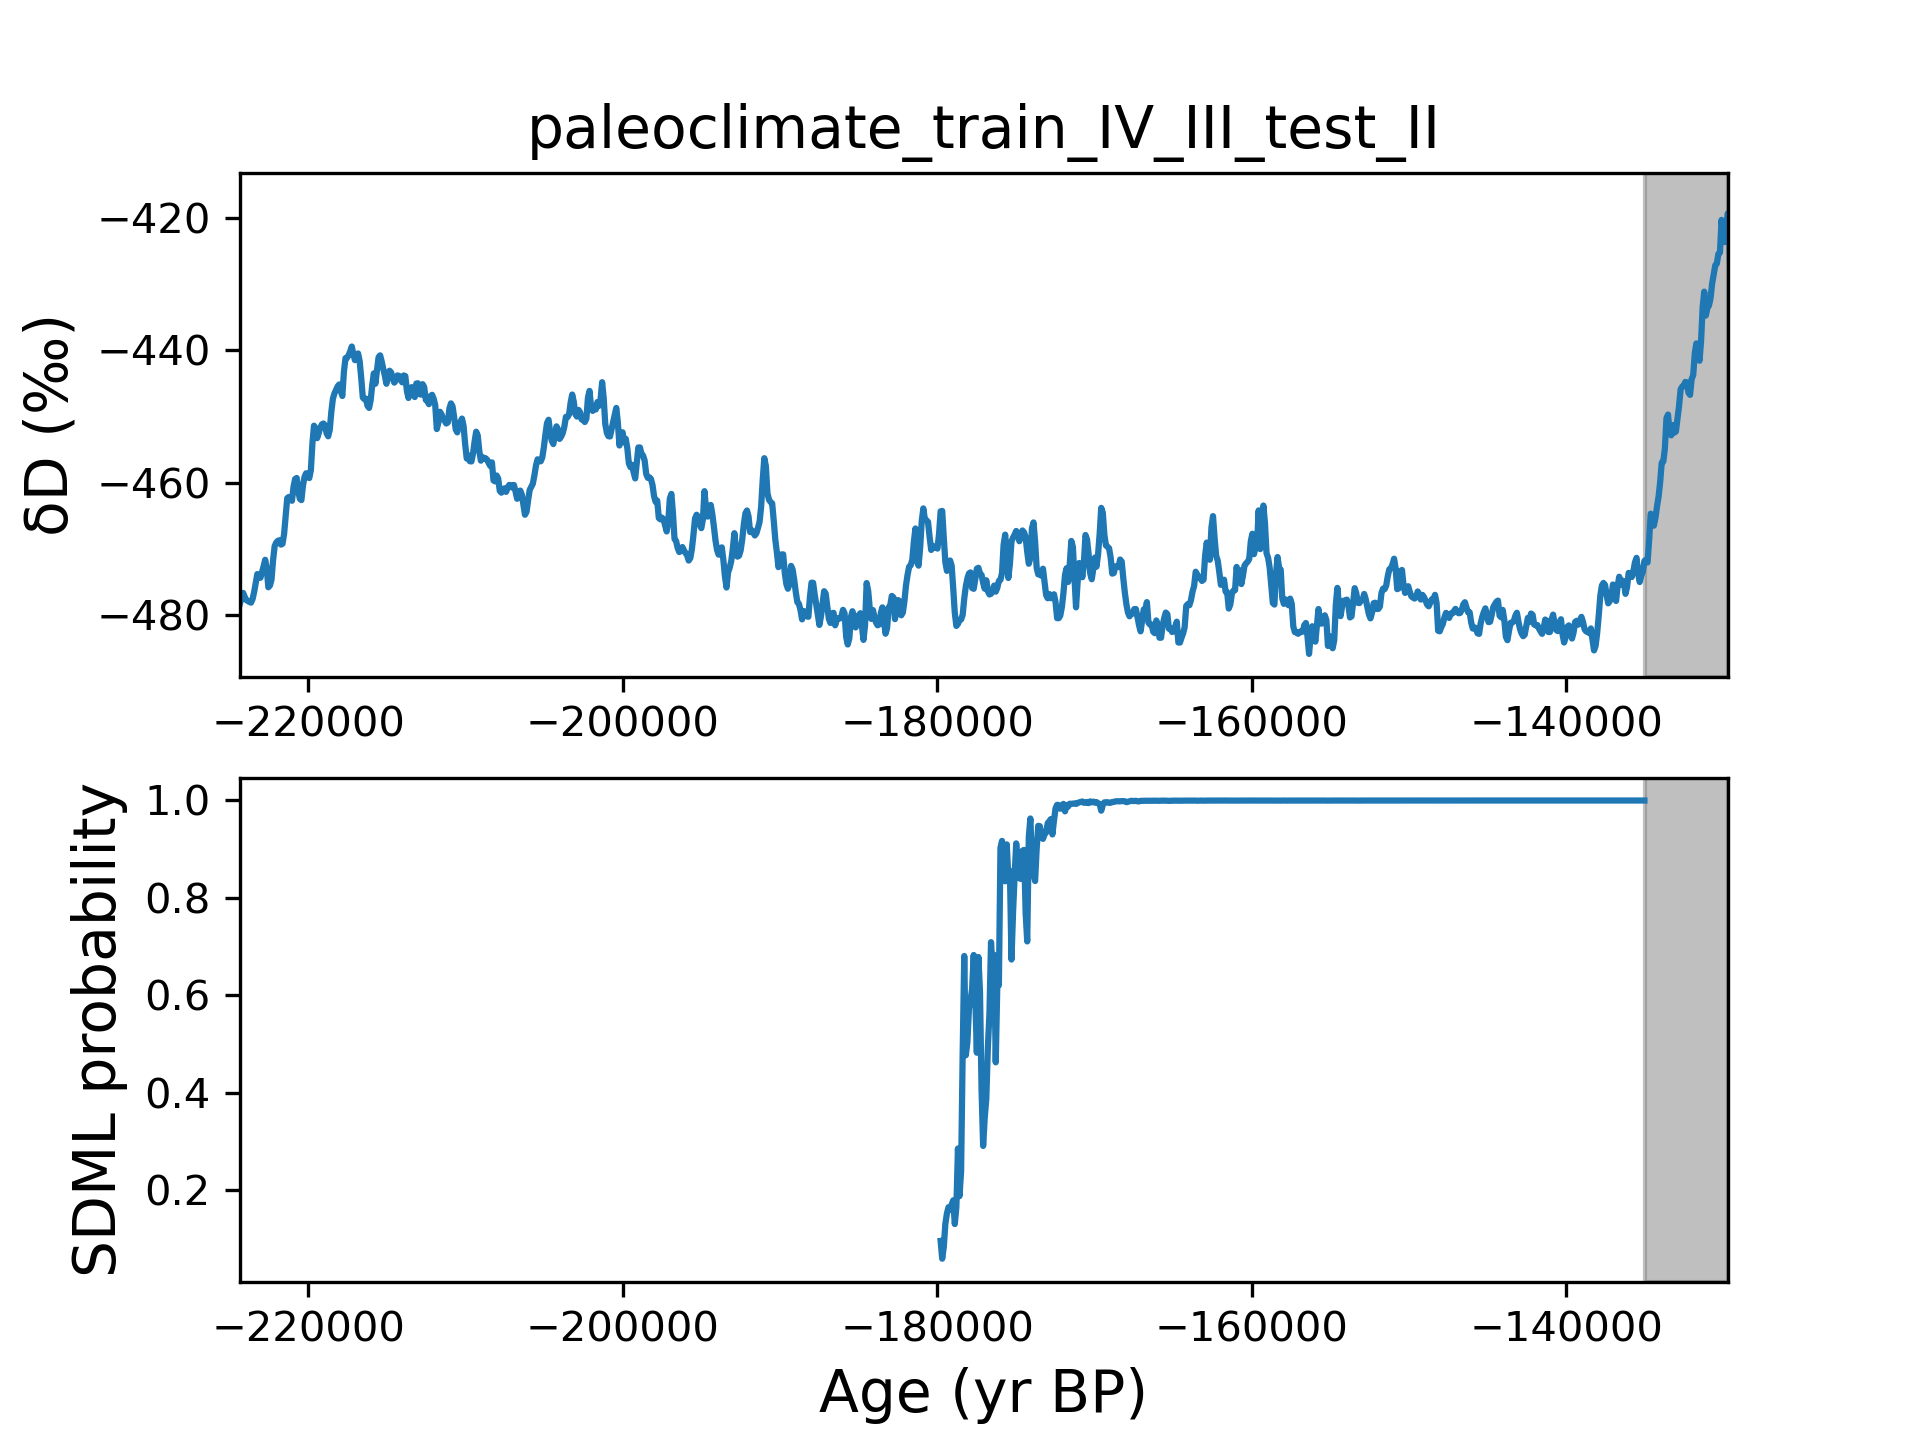 paleoclimate_train_IV_III_test_II
δD (‰)
−420
−440
−460
−480
−220000 −200000 −180000 −160000 −140000
SDML probability
1.0
0.8
0.6
0.4
0.2
−220000 −200000 −180000 −160000 −140000
Age (yr BP)